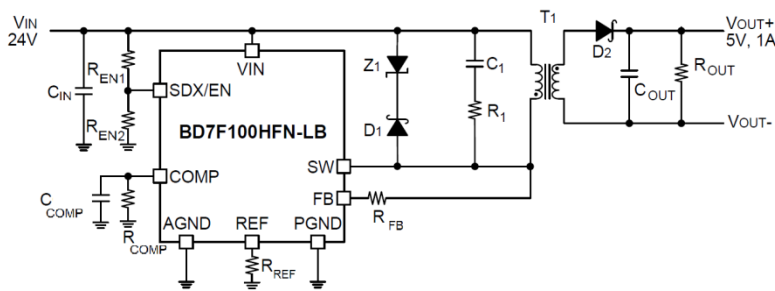 VIN
24V
T1
VOUT+
5V, 1A
D2
REN1
CIN
REN2
VIN
SDX/EN
Z1
C1
R1
D1
ROUT
COUT
VOUT-
BD7F100HFN-LB
SW
COMP
FB
RFB
CCOMP
RCOMP
AGND
REF
PGND
RREF